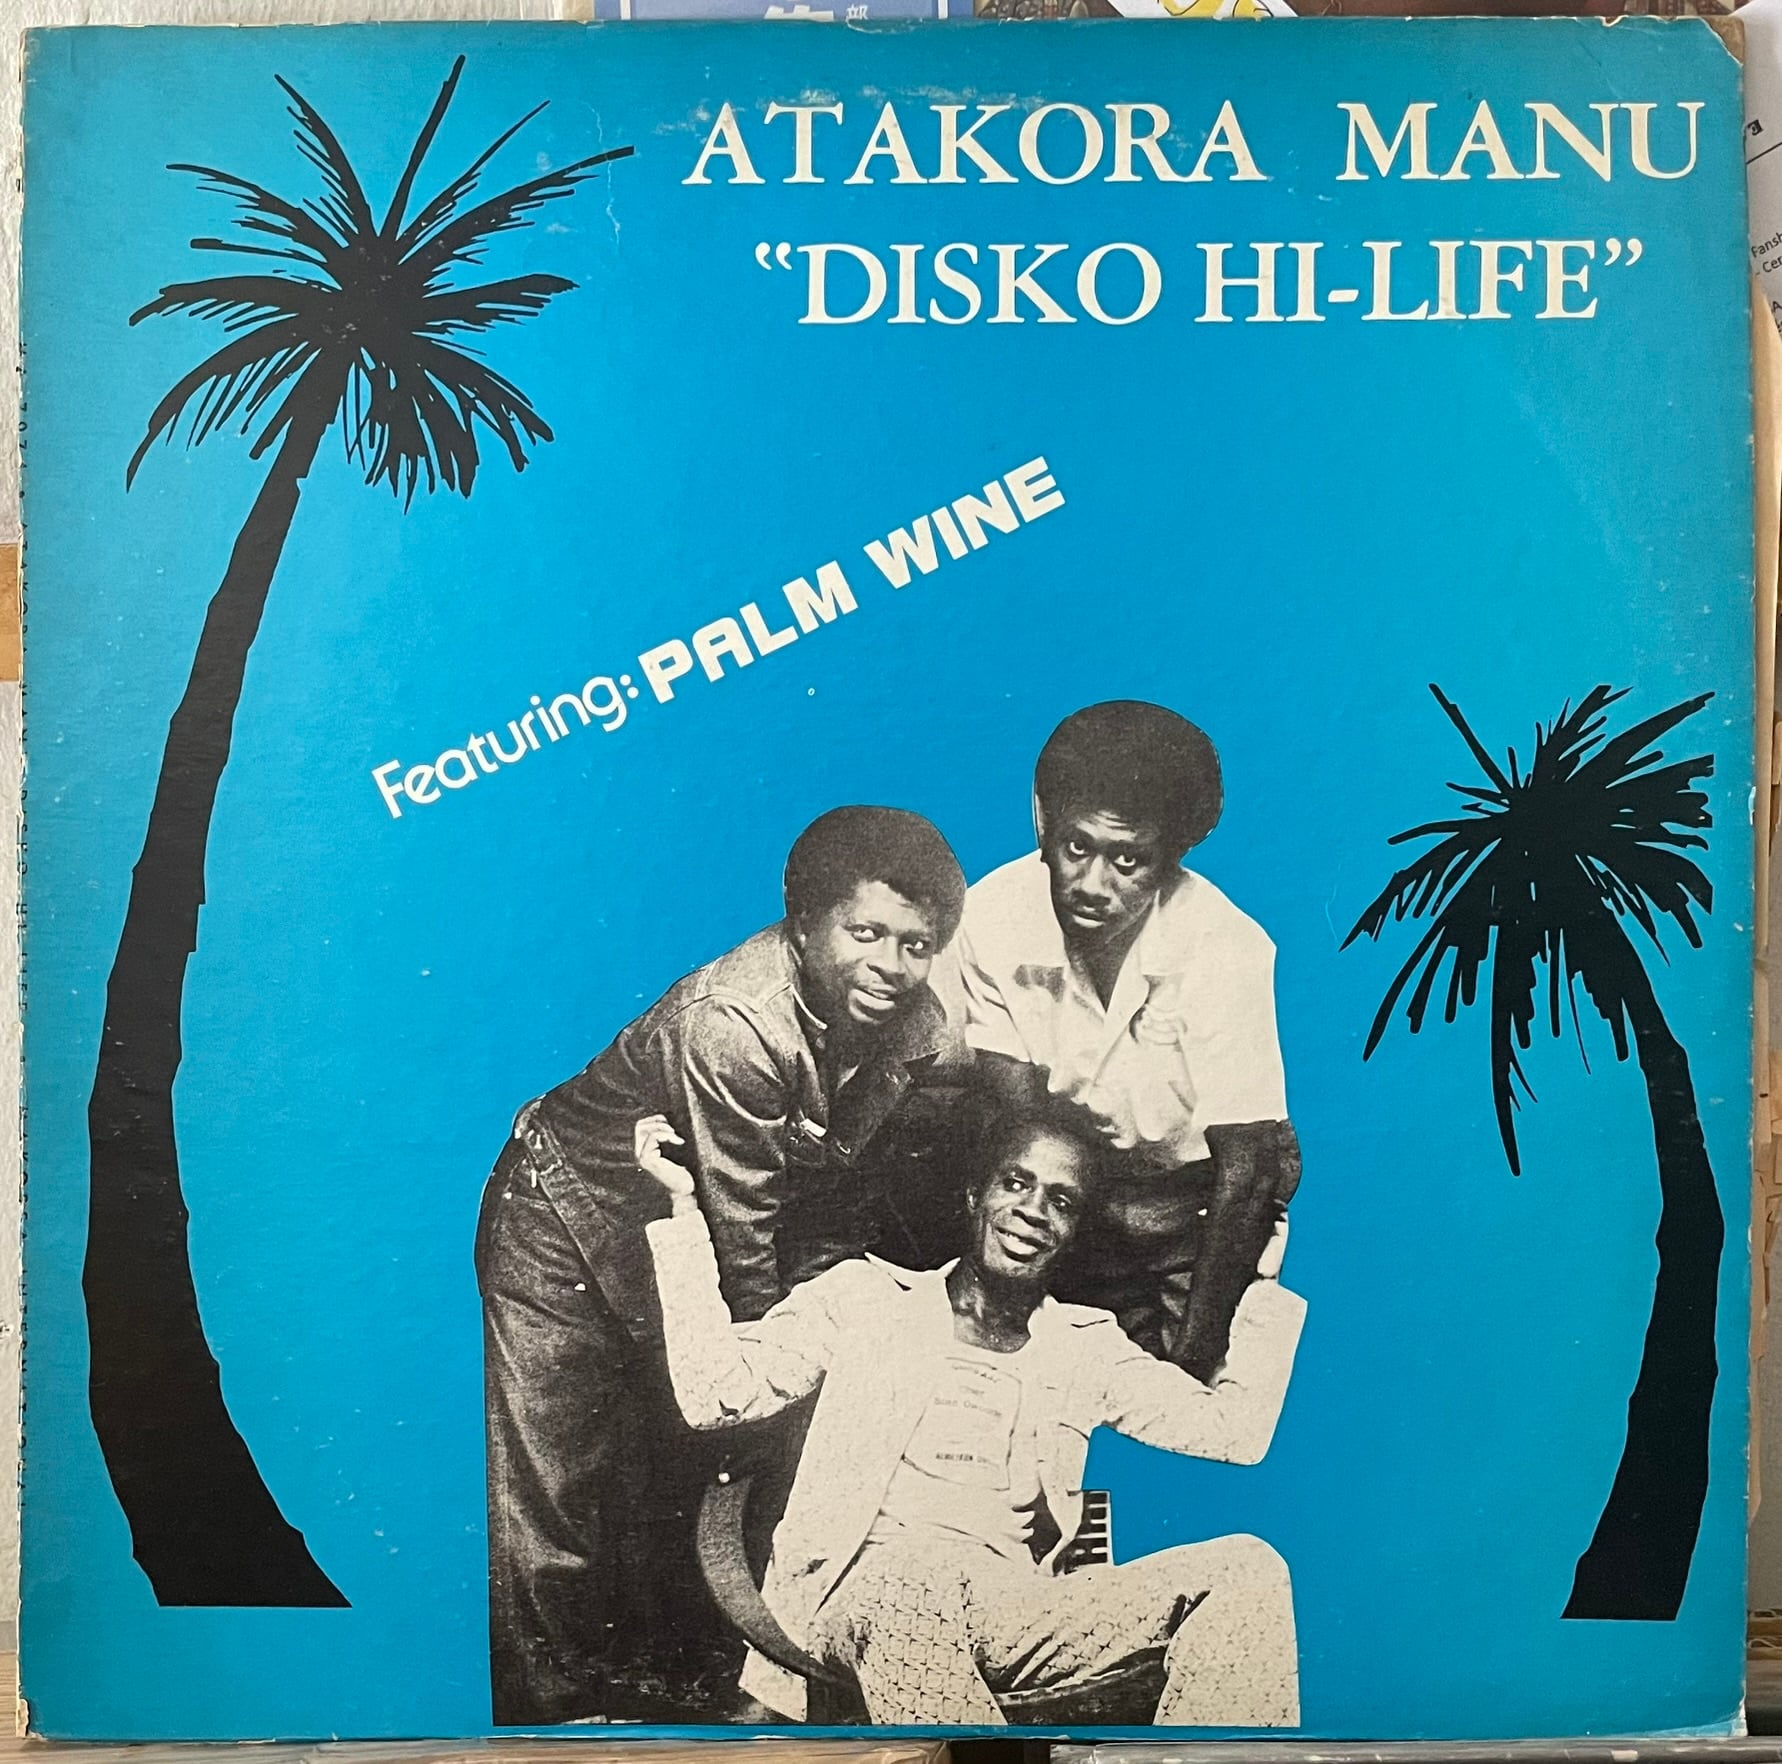 ATAKORA MANU
“DISKO HI-LIFE”
Featuring: PALM WINE